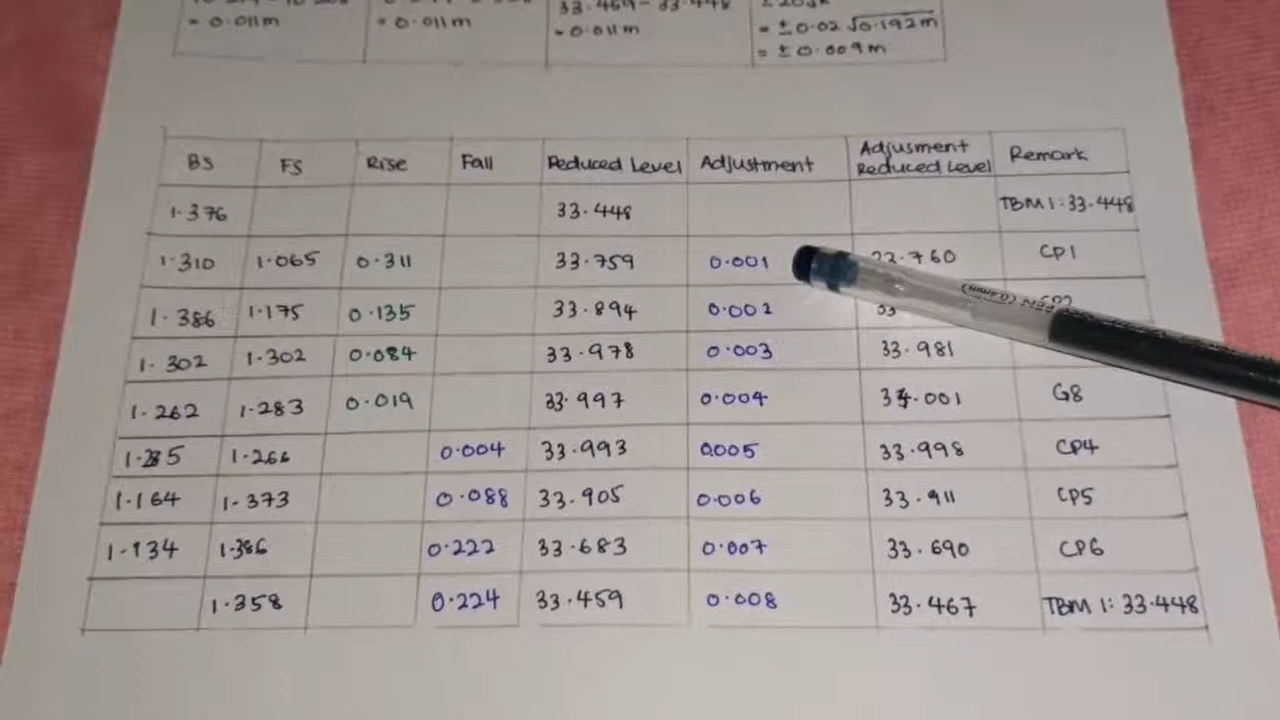 = 0.011m = 0.011m = 0.011m = ± 0.02 √0.192m
= ± 0.009m
BS FS Rise Fall Reduced Level Adjustment Adjusment Reduced Level Remark
1.376 33.448 TBM 1: 33.448
1.310 1.065 0.311 33.759 0.001 .760 CP1
1.386 1.175 0.135 33.894 0.002
1.302 1.302 0.084 33.978 0.003 33.981
1.262 1.283 0.019 33.997 0.004 34.001 G8
1.266 0.004 33.993 0.005 33.998 CP4
1.164 1.373 0.088 33.905 0.006 33.911 CP5
1.134 1.386 0.222 33.683 0.007 33.690 CP6
1.358 0.224 33.459 0.008 33.467 TBM 1: 33.448